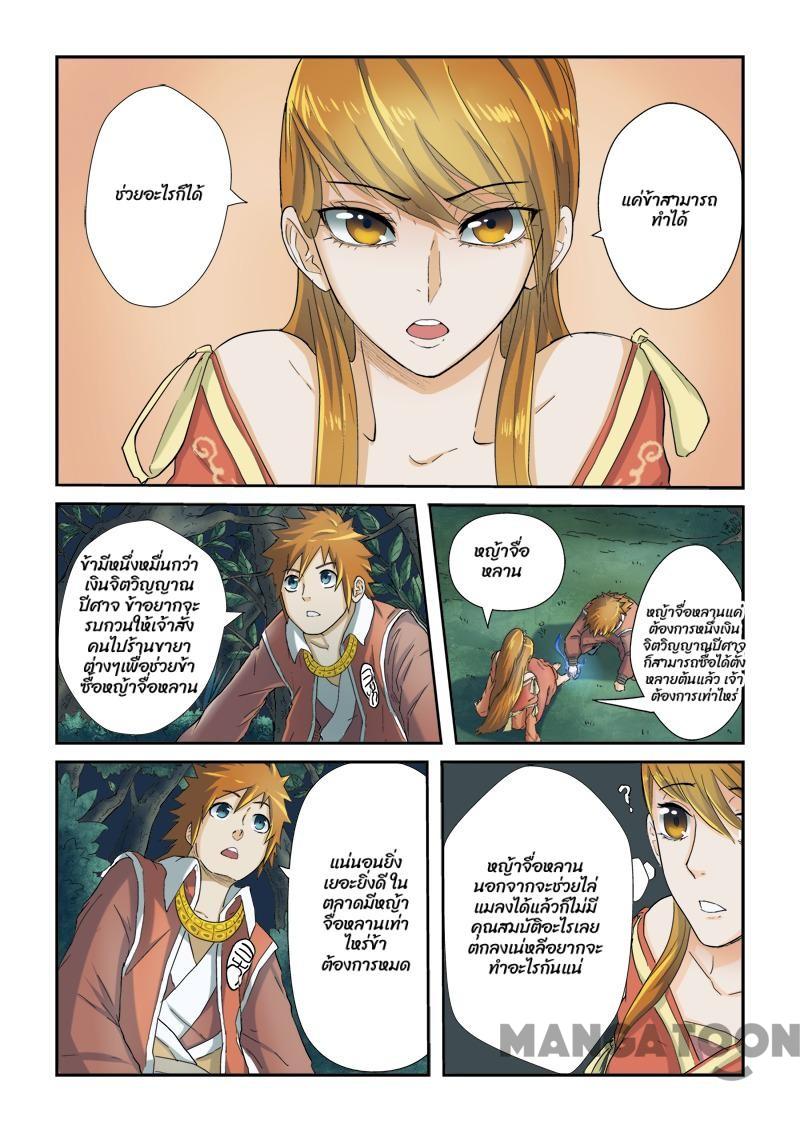 แค่ข้าสามารถ
ทำได้
ช่วยอะไรก็ได้
ข้ามีหนึ่งหมื่นกว่า
เงินจิตวิญญาณ
ปีศาจ ข้าอยากจะ
รบกวนให้เจ้าสั่ง
คนไปร้านขายยา
ต่างๆเพื่อช่วยข้า
ซื้อหญ้าจื่อหลาน
หญ้าจื่อ
หลาน
หญ้าจื่อหลานแค่
ต้องการหนึ่งเงิน
จิตวิญญาณปีศาจ
ก็สามารถซื้อได้ตั้ง
หลายต้นแล้ว เจ้า
ต้องการเท่าไหร่
แน่นอนยิ่ง
เยอะยิ่งดี ใน
ตลาดมีหญ้า
จื่อหลานเท่า
ไหร่ข้า
ต้องการหมด
?
หญ้าจื่อหลาน
นอกจากจะช่วยไล่
แมลงได้แล้วก็ไม่มี
คุณสมบัติอะไรเลย
ตกลงเน่หลีอยากจะ
ทำอะไรกันแน่
MANGATOON